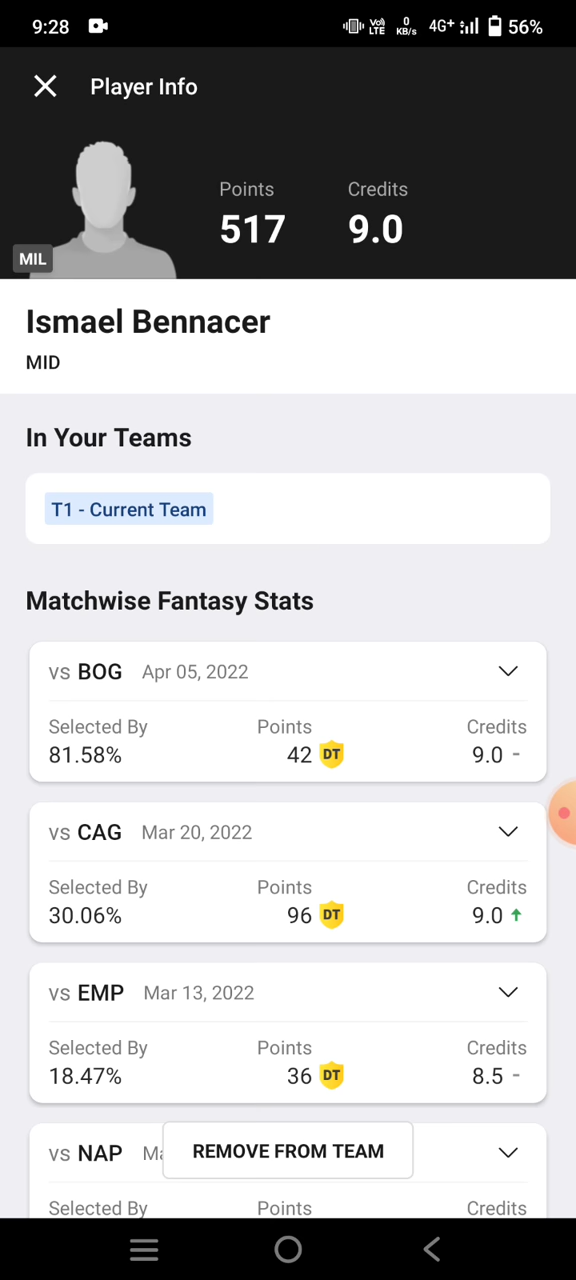 9:28 Vo) LTE 0 KB/s 4G+ 56%
Player Info
Points Credits
517 9.0
MIL
Ismael Bennacer
MID
In Your Teams
T1 - Current Team
Matchwise Fantasy Stats
vs BOG Apr 05, 2022
Selected By Points Credits
81.58% 42 DT 9.0 -
vs CAG Mar 20, 2022
Selected By Points Credits
30.06% 96 DT 9.0
vs EMP Mar 13, 2022
Selected By Points Credits
18.47% 36 DT 8.5 -
vs NAP
REMOVE FROM TEAM
Selected By Points Credits